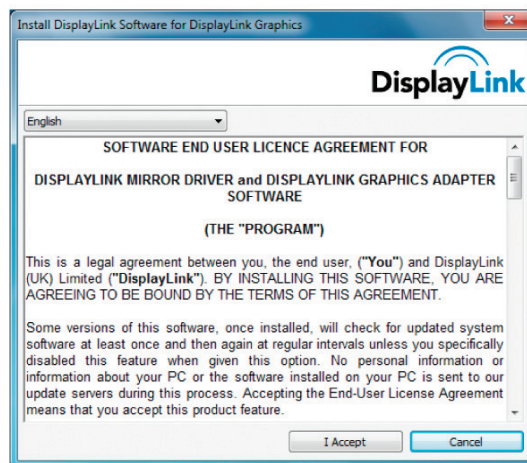 Install DisplayLink Software for DisplayLink Graphics
DisplayLink
English
SOFTWARE END USER LICENCE AGREEMENT FOR
DISPLAYLINK MIRROR DRIVER and DISPLAYLINK GRAPHICS ADAPTER
SOFTWARE
(THE "PROGRAM")
This is a legal agreement between you, the end user, ("You") and DisplayLink
(UK) Limited ("DisplayLink"). BY INSTALLING THIS SOFTWARE, YOU ARE
AGREEING TO BE BOUND BY THE TERMS OF THIS AGREEMENT.
Some versions of this software, once installed, will check for updated system
software at least once and then again at regular intervals unless you specifically
disabled this feature when given this option. No personal information or
information about your PC or the software installed on your PC is sent to our
update servers during this process. Accepting the End-User License Agreement
means that you accept this product feature.
I Accept
Cancel